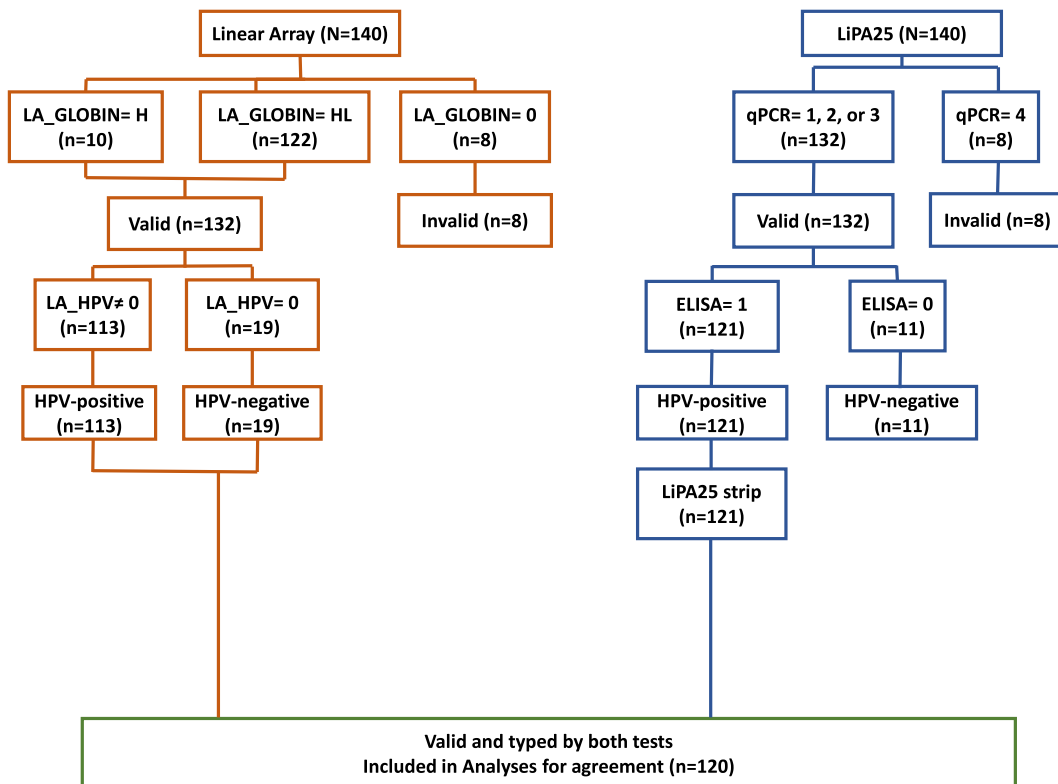 Linear Array (N=140)
LA_GLOBIN= H
(n=10)
LA_GLOBIN= HL
(n=122)
LA_GLOBIN= 0
(n=8)
Valid (n=132)
Invalid (n=8)
LA_HPV≠ 0
(n=113)
LA_HPV= 0
(n=19)
HPV-positive
(n=113)
HPV-negative
(n=19)
LiPA25 (N=140)
qPCR= 1, 2, or 3
(n=132)
qPCR= 4
(n=8)
Valid (n=132)
Invalid (n=8)
ELISA= 1
(n=121)
ELISA= 0
(n=11)
HPV-positive
(n=121)
HPV-negative
(n=11)
LiPA25 strip
(n=121)
Valid and typed by both tests
Included in Analyses for agreement (n=120)